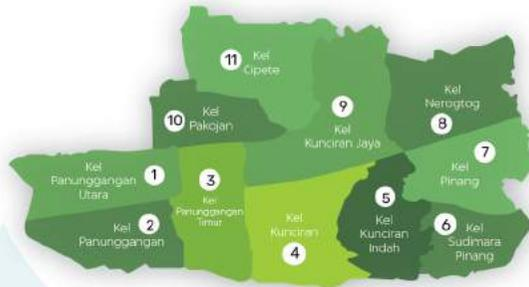 11
Kel
Cipete
10
Kel
Pakojan
9
Kel
Kunciran Jaya
Kel
Nerogtog
8
7
Kel
Pinang
Kel
Panunggangan
Utara
1
3
Kel
Panunggangan
Timur
2
Kel
Panunggangan
Kel
Kunciran
4
5
Kel
Kunciran
Indah
6
Kel
Sudimara
Pinang